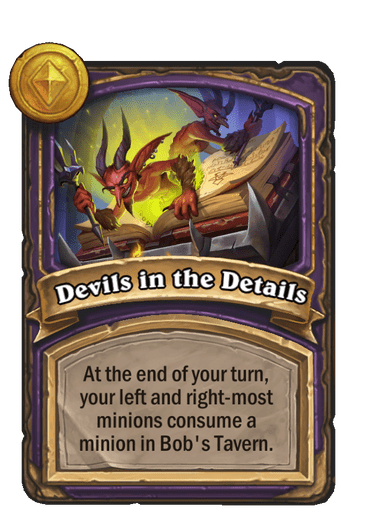 Devils in the Details
At the end of your turn,
your left and right-most
minions consume a
minion in Bob's Tavern.